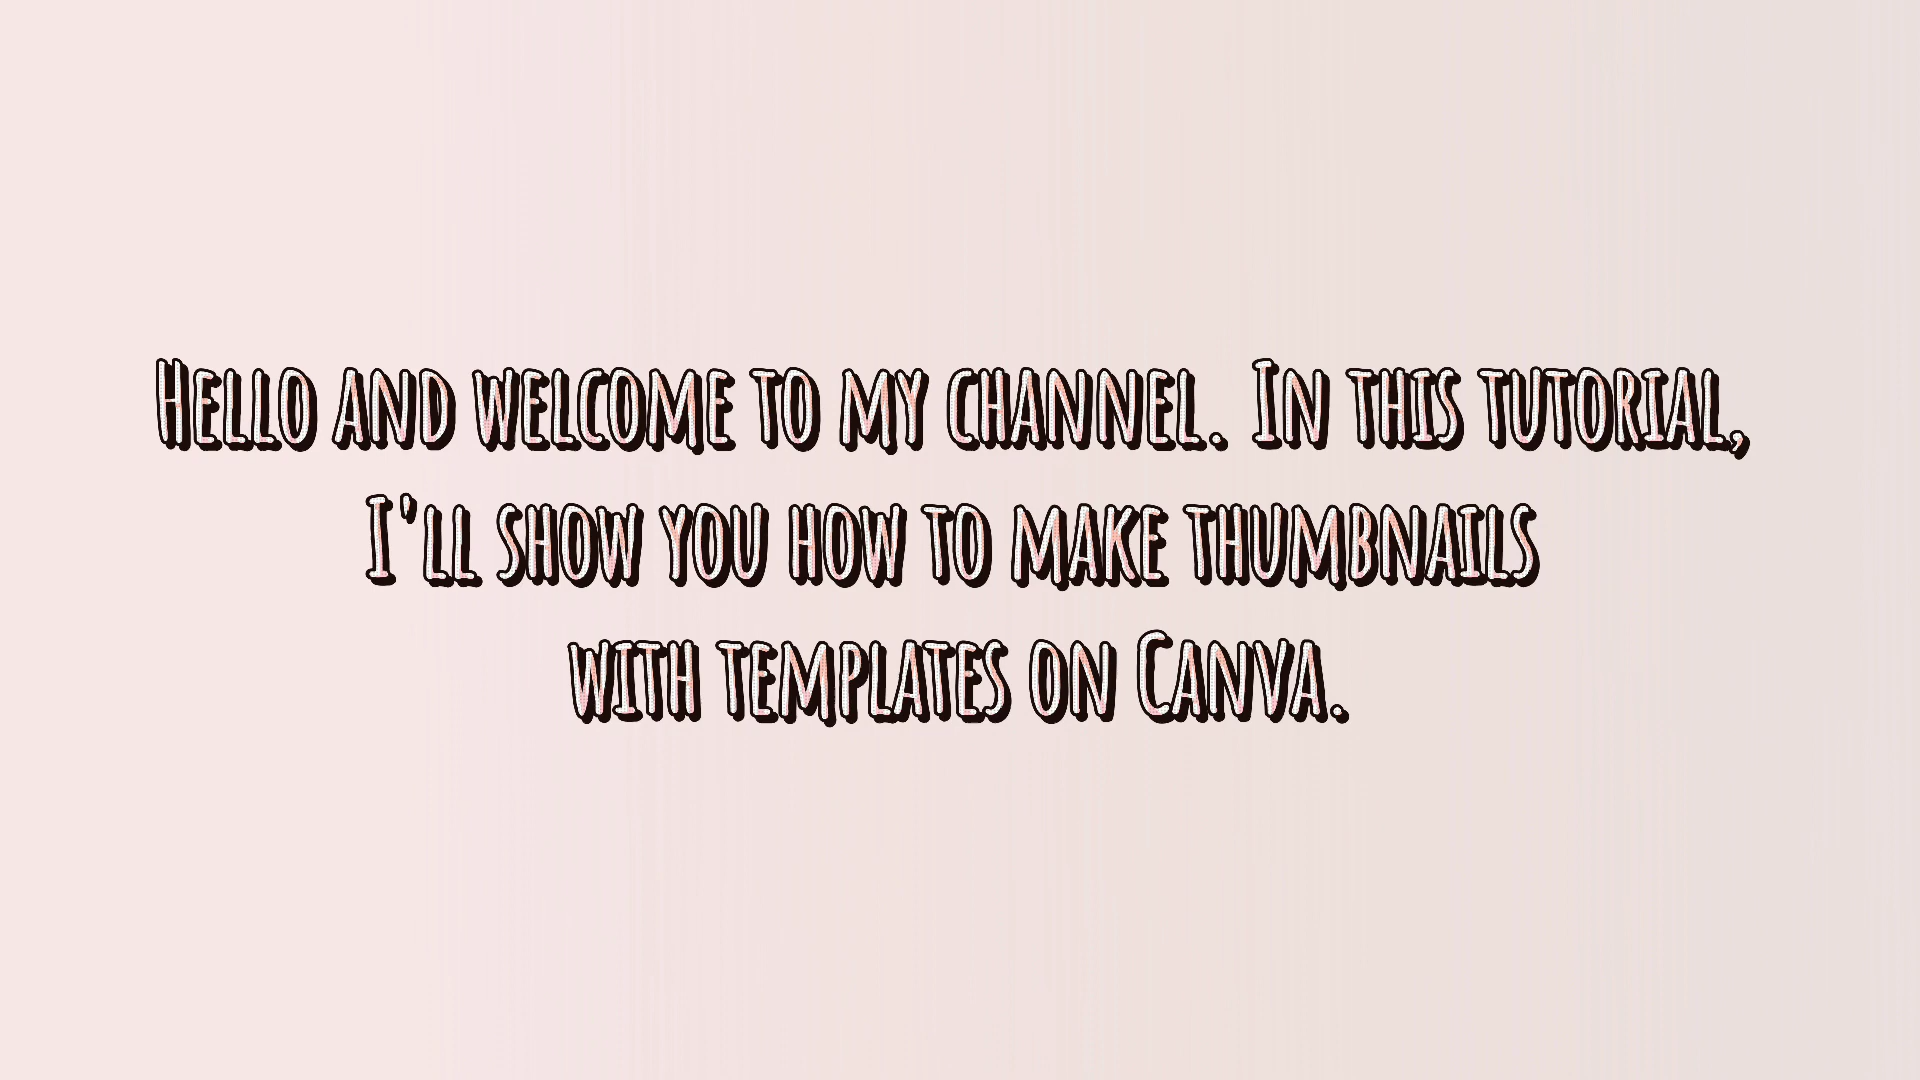 Hello and welcome to my channel. In this tutorial,
I'll show you how to make thumbnails
with templates on Canva.